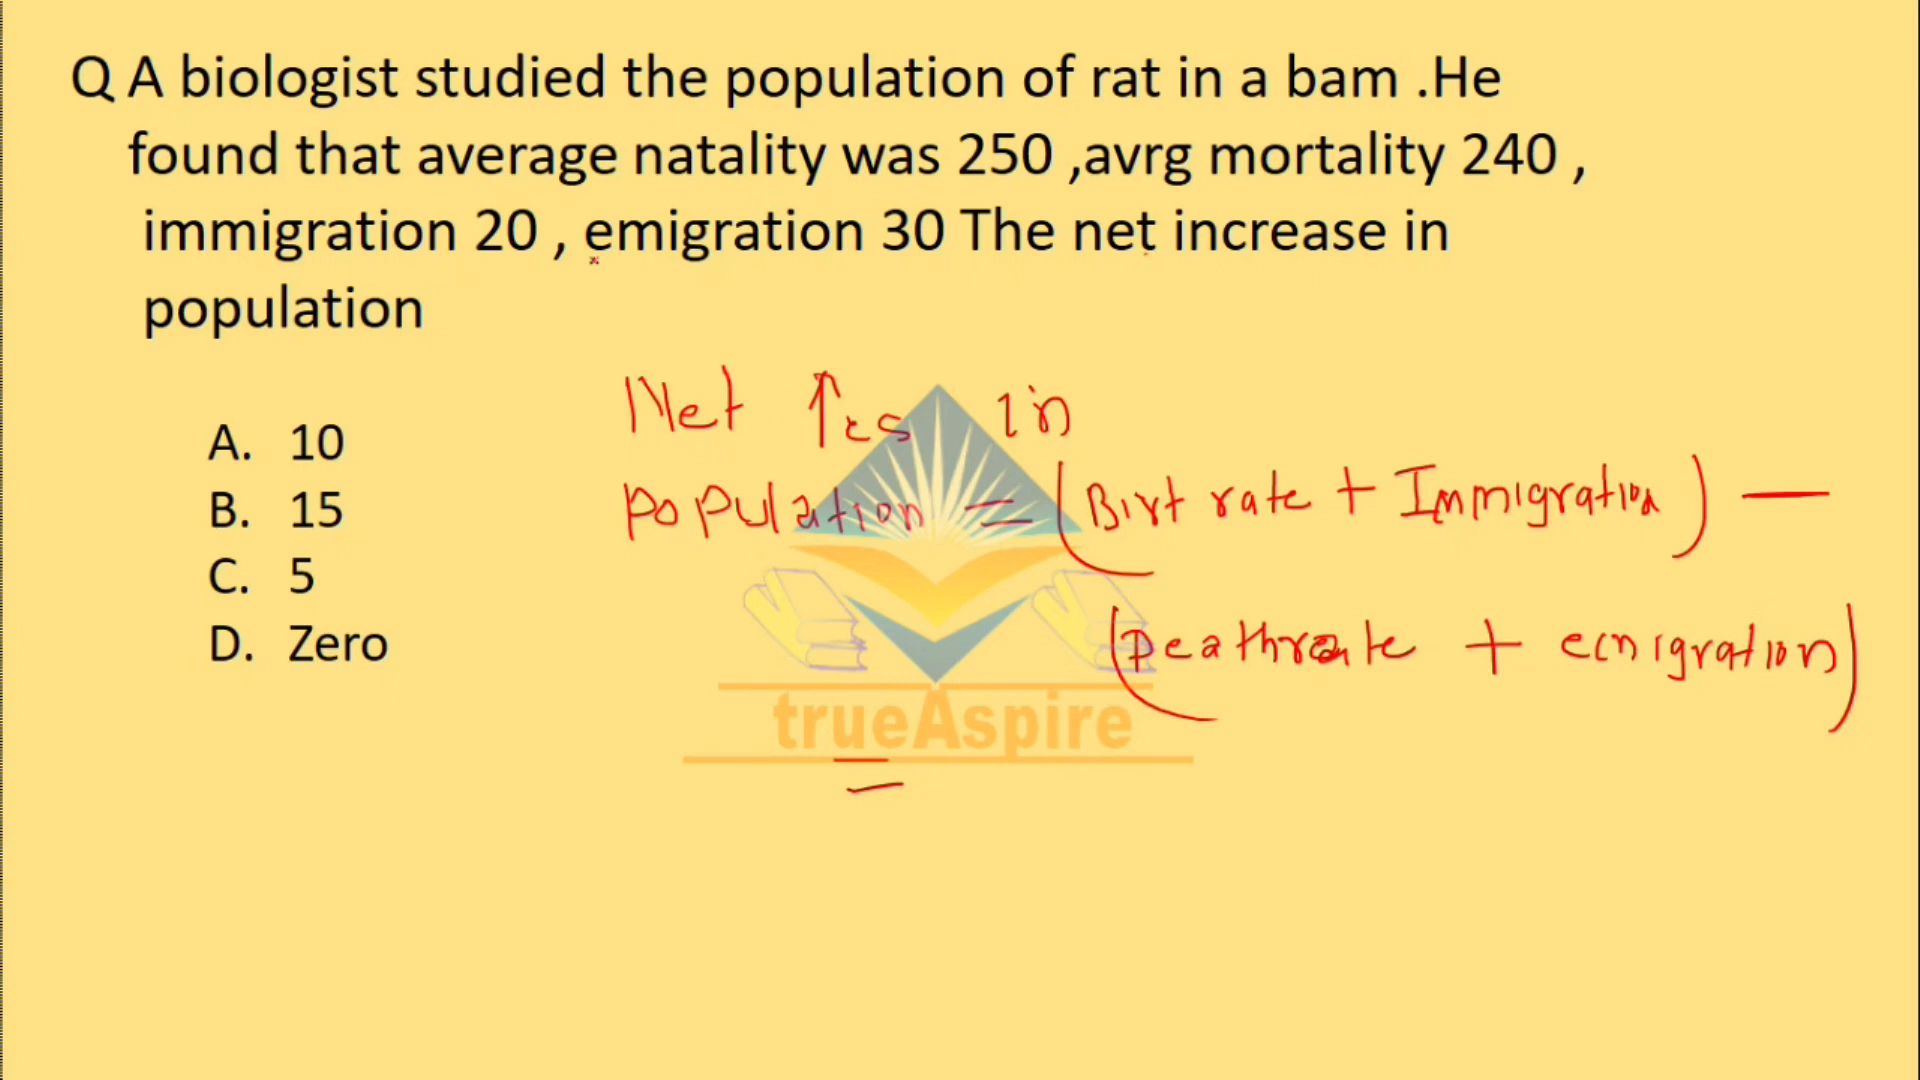 Q A biologist studied the population of rat in a bam .He
found that average natality was 250 ,avrg mortality 240 ,
immigration 20 , emigration 30 The net increase in
population
A. 10
B. 15
C. 5
D. Zero
Net ↑es in
population = (Birt rate + Immigration) —
(Deathrate + emigration)
trueAspire
=